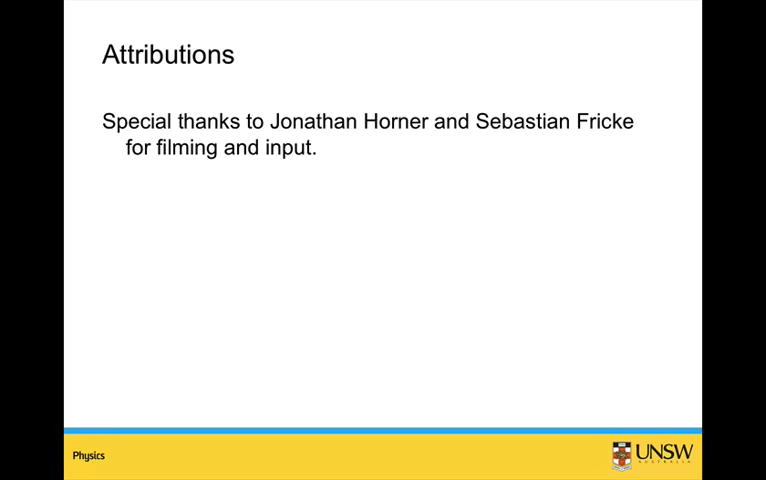 Attributions
Special thanks to Jonathan Horner and Sebastian Fricke
for filming and input.
Physics
UNSW
AUSTRALIA